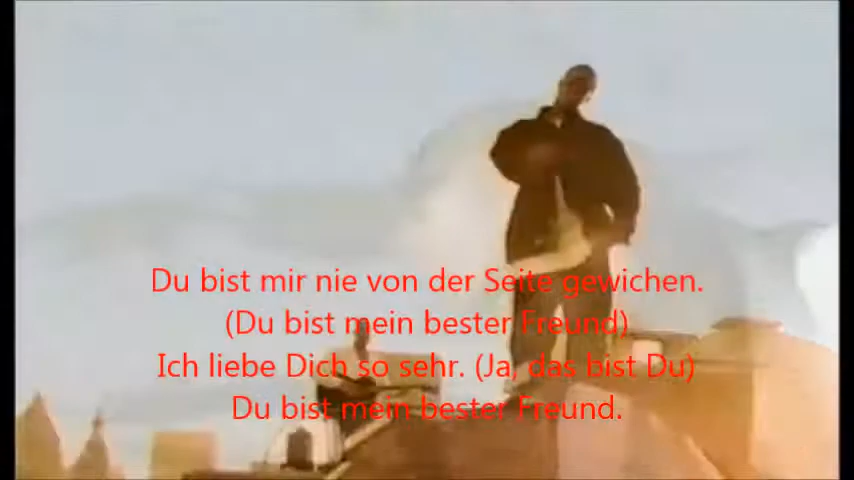 Du bist mir nie von der Seite gewichen.
(Du bist mein bester Freund)
Ich liebe Dich so sehr. (Ja, das bist Du)
Du bist mein bester Freund.